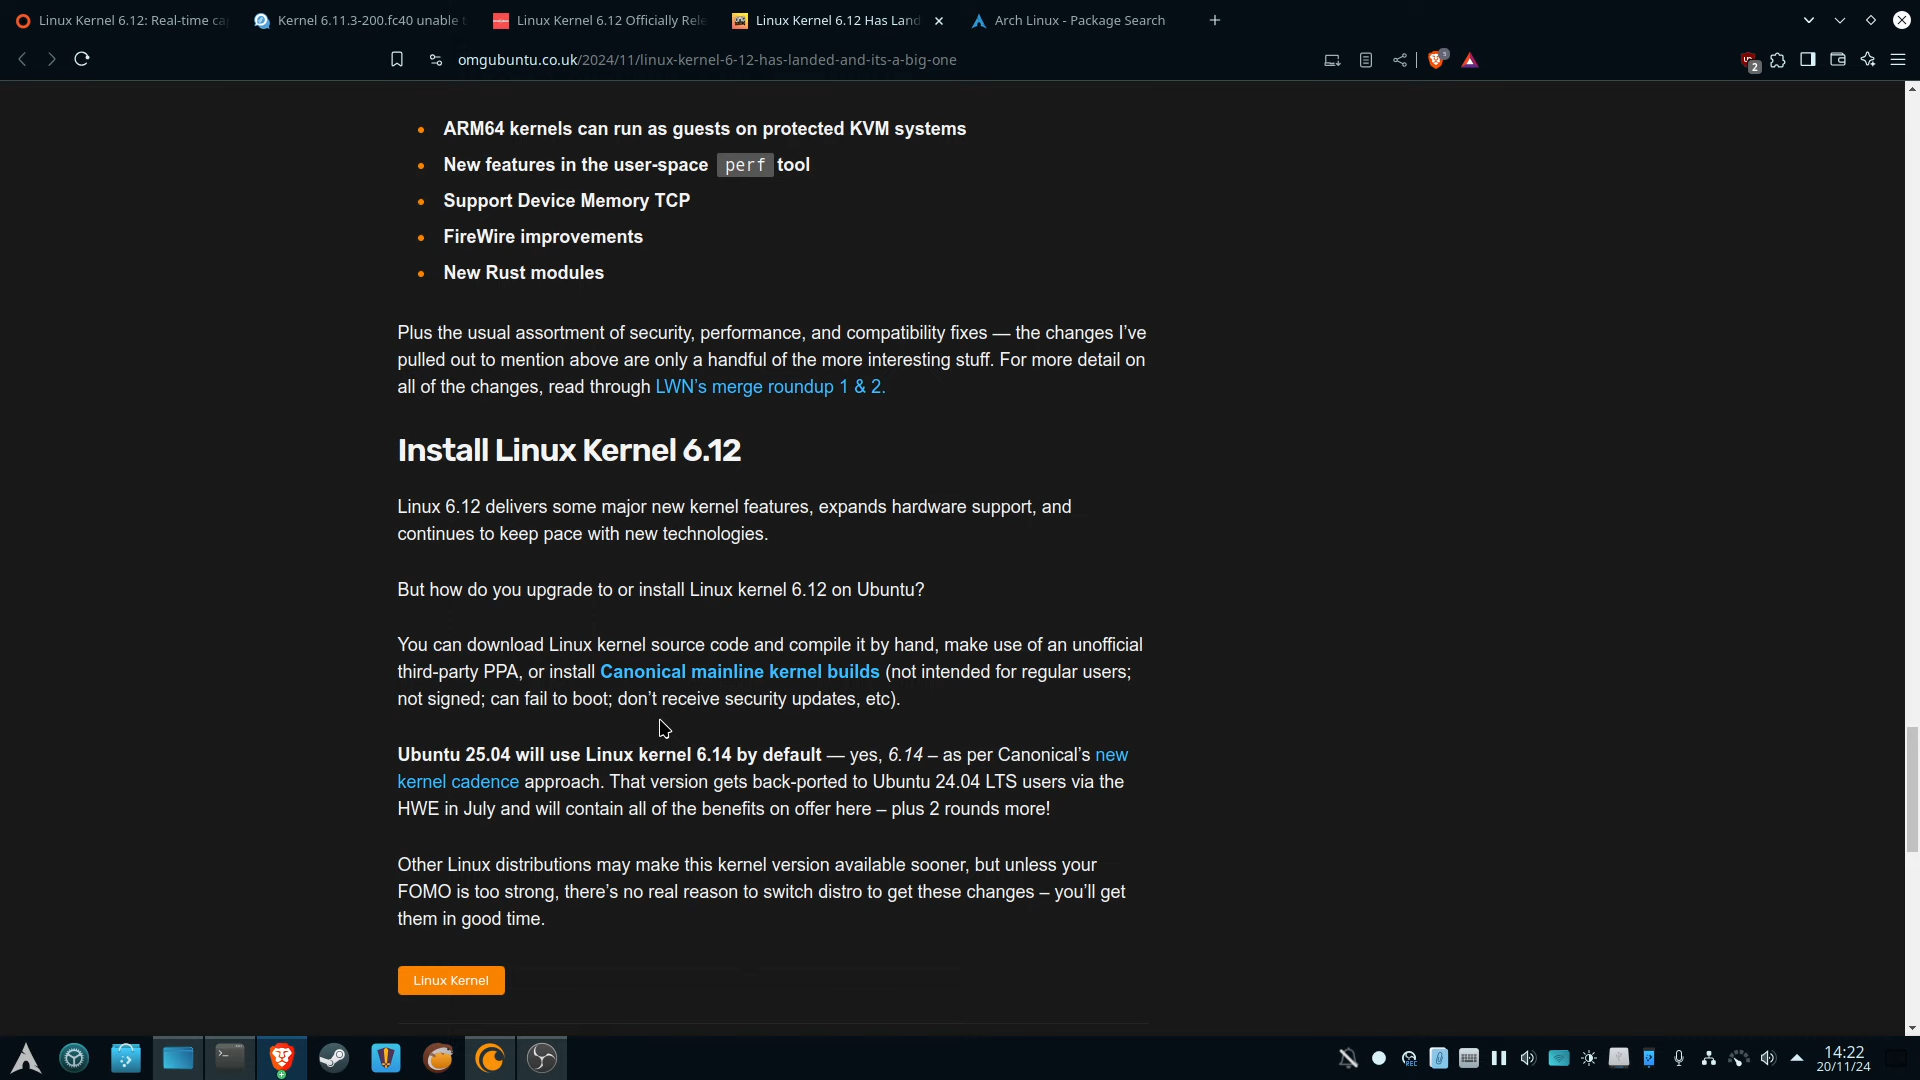 Linux Kernel 6.12: Real-time ca
Kernel 6.11.3-200.fc40 unable t
Linux Kernel 6.12 Officially Rele
Linux Kernel 6.12 Has Land
Arch Linux - Package Search
omgubuntu.co.uk/2024/11/linux-kernel-6-12-has-landed-and-its-a-big-one
3
2
ARM64 kernels can run as guests on protected KVM systems
New features in the user-space perf tool
Support Device Memory TCP
FireWire improvements
New Rust modules
Plus the usual assortment of security, performance, and compatibility fixes — the changes I’ve
pulled out to mention above are only a handful of the more interesting stuff. For more detail on
all of the changes, read through LWN’s merge roundup 1 & 2.
Install Linux Kernel 6.12
Linux 6.12 delivers some major new kernel features, expands hardware support, and
continues to keep pace with new technologies.
But how do you upgrade to or install Linux kernel 6.12 on Ubuntu?
You can download Linux kernel source code and compile it by hand, make use of an unofficial
third-party PPA, or install Canonical mainline kernel builds (not intended for regular users;
not signed; can fail to boot; don’t receive security updates, etc).
Ubuntu 25.04 will use Linux kernel 6.14 by default — yes, 6.14 – as per Canonical’s new
kernel cadence approach. That version gets back-ported to Ubuntu 24.04 LTS users via the
HWE in July and will contain all of the benefits on offer here – plus 2 rounds more!
Other Linux distributions may make this kernel version available sooner, but unless your
FOMO is too strong, there’s no real reason to switch distro to get these changes – you’ll get
them in good time.
Linux Kernel
14:22
20/11/24